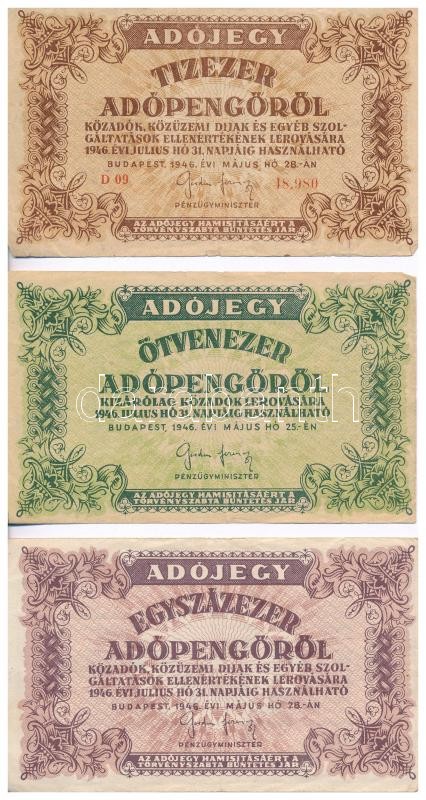 ADÓJEGY
TIZEZER
ADÓPENGŐRŐL
KÖZADÓK, KÖZÜZEMI DIJAK ÉS EGYÉB SZOL-
GÁLTATÁSOK ELLENÉRTÉKÉNEK LEROVÁSÁRA
1946. ÉVI JULIUS HÓ 31. NAPJÁIG HASZNÁLHATÓ
BUDAPEST, 1946. ÉVI MÁJUS HÓ 28.-ÁN
D 09 18,980
PÉNZÜGYMINISZTER
AZ ADÓJEGY HAMISITÁSÁÉRT A
TÖRVÉNYSZABTA BÜNTETÉS JÁR
ADÓJEGY
ÖTVENEZER
ADÓPENGŐRŐL
KIZÁRÓLAG KÖZADÓK LEROVÁSÁRA
1946. JULIUS HÓ 31. NAPJÁIG HASZNÁLHATÓ
BUDAPEST, 1946. ÉVI MÁJUS HÓ 25.-ÉN
PÉNZÜGYMINISZTER
AZ ADÓJEGY HAMISITÁSÁÉRT A
TÖRVÉNYSZABTA BÜNTETÉS JÁR
ADÓJEGY
EGYSZÁZEZER
ADÓPENGŐRŐL
KÖZADÓK, KÖZÜZEMI DIJAK ÉS EGYÉB SZOL-
GÁLTATÁSOK ELLENÉRTÉKÉNEK LEROVÁSÁRA
1946. ÉVI JULIUS HÓ 31. NAPJÁIG HASZNÁLHATÓ
BUDAPEST, 1946. ÉVI MÁJUS HÓ 28.-ÁN
PÉNZÜGYMINISZTER
AZ ADÓJEGY HAMISITÁSÁÉRT A
TÖRVÉNYSZABTA BÜNTETÉS JÁR